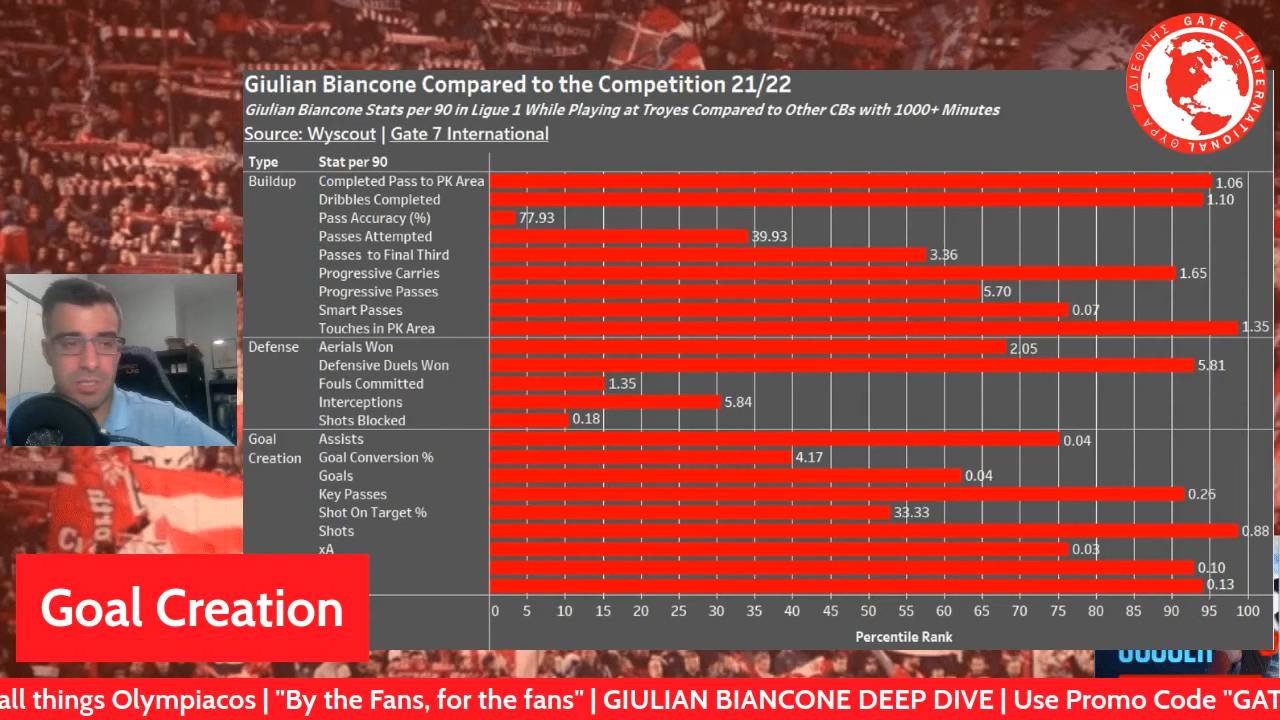 Giulian Biancone Compared to the Competition 21/22
Giulian Biancone Stats per 90 in Ligue 1 While Playing at Troyes Compared to Other CBs with 1000+ Minutes
Source: Wyscout | Gate 7 International
GATE 7 INTERNATIONAL
ΘΥΡΑ 7 ΔΙΕΘΝΗΣ
Type Stat per 90
Buildup Completed Pass to PK Area 1.06
Dribbles Completed 1.10
Pass Accuracy (%) 77.93
Passes Attempted 39.93
Passes to Final Third 3.36
Progressive Carries 1.65
Progressive Passes 5.70
Smart Passes 0.07
Touches in PK Area 1.35
Defense Aerials Won 2.05
Defensive Duels Won 5.81
Fouls Committed 1.35
Interceptions 5.84
Shots Blocked 0.18
Goal Assists 0.04
Creation Goal Conversion % 4.17
Goals 0.04
Key Passes 0.26
Shot On Target % 33.33
Shots 0.88
xA 0.03
0.10
0.13
0 5 10 15 20 25 30 35 40 45 50 55 60 65 70 75 80 85 90 95 100
Percentile Rank
Goal Creation
all things Olympiacos | "By the Fans, for the fans" | GIULIAN BIANCONE DEEP DIVE | Use Promo Code "GAT